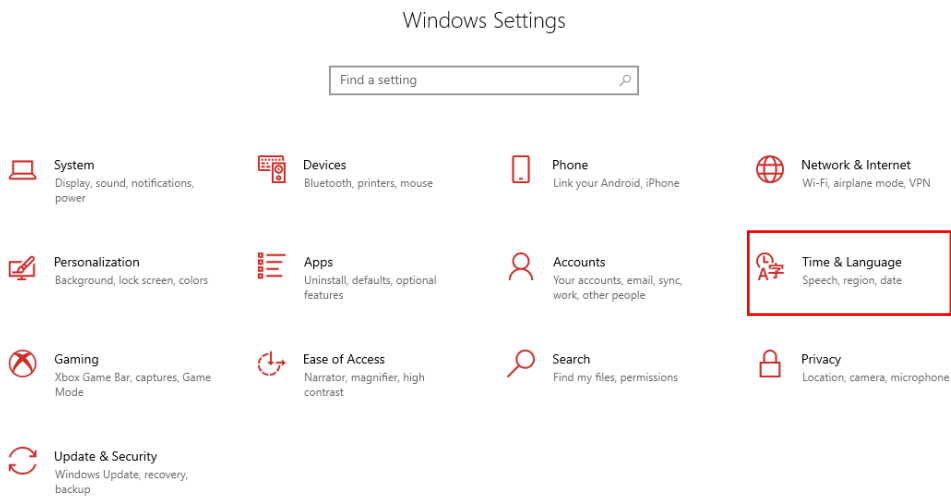 Windows Settings
Find a setting
System
Display, sound, notifications,
power
Devices
Bluetooth, printers, mouse
Phone
Link your Android, iPhone
Network & Internet
Wi-Fi, airplane mode, VPN
Personalization
Background, lock screen, colors
Apps
Uninstall, defaults, optional
features
Accounts
Your accounts, email, sync,
work, other people
Time & Language
Speech, region, date
Gaming
Xbox Game Bar, captures, Game
Mode
Ease of Access
Narrator, magnifier, high
contrast
Search
Find my files, permissions
Privacy
Location, camera, microphone
Update & Security
Windows Update, recovery,
backup